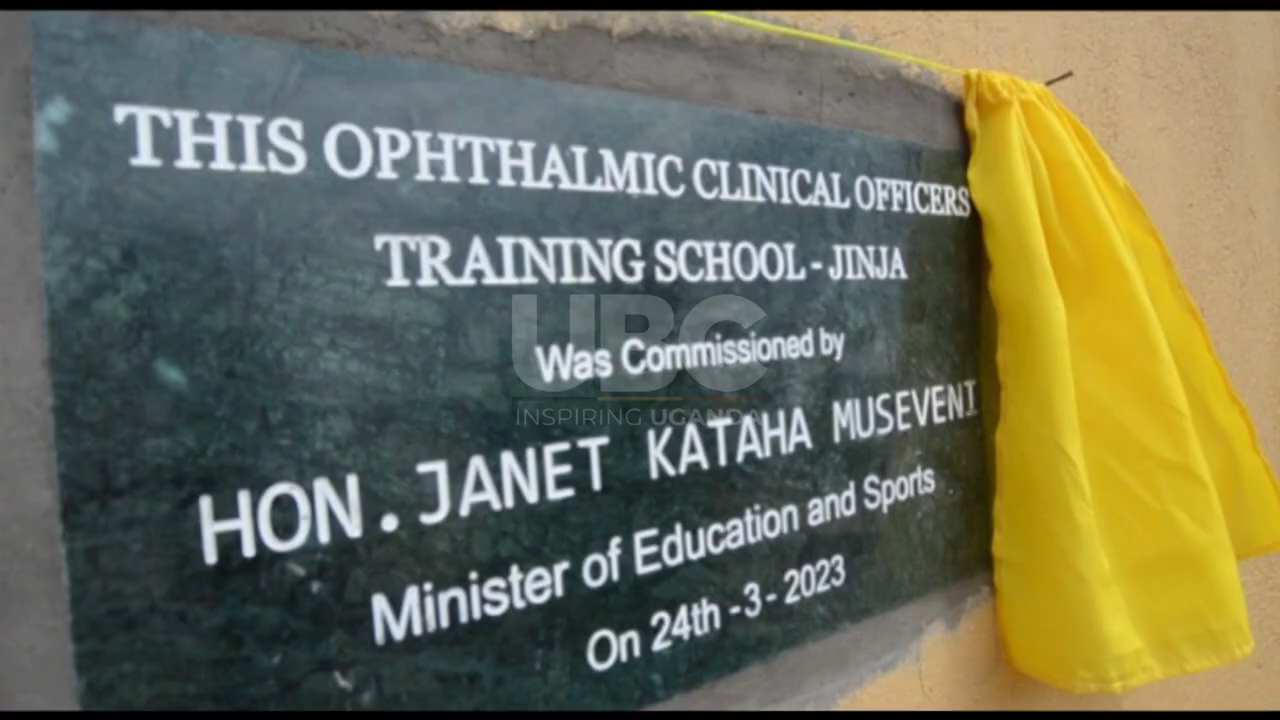 THIS OPHTHALMIC CLINICAL OFFICERS
TRAINING SCHOOL - JINJA
UBC
Was Commissioned by
INSPIRING UGANDA
HON. JANET KATAHA MUSEVENI
Minister of Education and Sports
On 24th -3- 2023